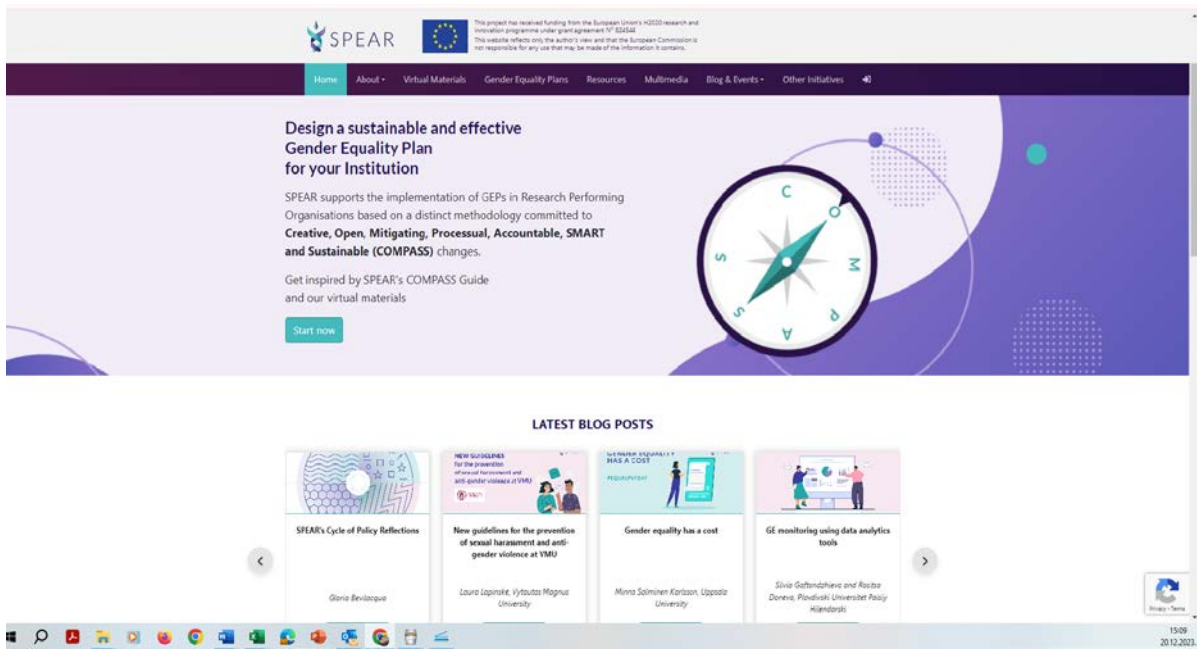 SPEAR
This project has received funding from the European Union's H2020 research and
innovation programme under grant agreement N° 824544
This website reflects only the author's view and that the European Commission is
not responsible for any use that may be made of the information it contains.
Home About Virtual Materials Gender Equality Plans Resources Multimedia Blog & Events Other Initiatives
Design a sustainable and effective
Gender Equality Plan
for your Institution
SPEAR supports the implementation of GEPs in Research Performing
Organisations based on a distinct methodology committed to
Creative, Open, Mitigating, Processual, Accountable, SMART
and Sustainable (COMPASS) changes.
Get inspired by SPEAR's COMPASS Guide
and our virtual materials
Start now
C O M P A S S
LATEST BLOG POSTS
NEW GUIDELINES
for the prevention
of sexual harassment and
anti-gender violence at VMU
GENDER EQUALITY
HAS A COST
SPEAR's Cycle of Policy Reflections
Gloria Bevilacqua
New guidelines for the prevention
of sexual harassment and anti-
gender violence at VMU
Laura Lapinskė, Vytautas Magnus
University
Gender equality has a cost
Minna Salminen Karlsson, Uppsala
University
GE monitoring using data analytics
tools
Silvia Gaftandzhieva and Rositsa
Doneva, Plovdivski Universitet Paisiy
Hilendarski
Privacy - Terms
15:09
20.12.2023.